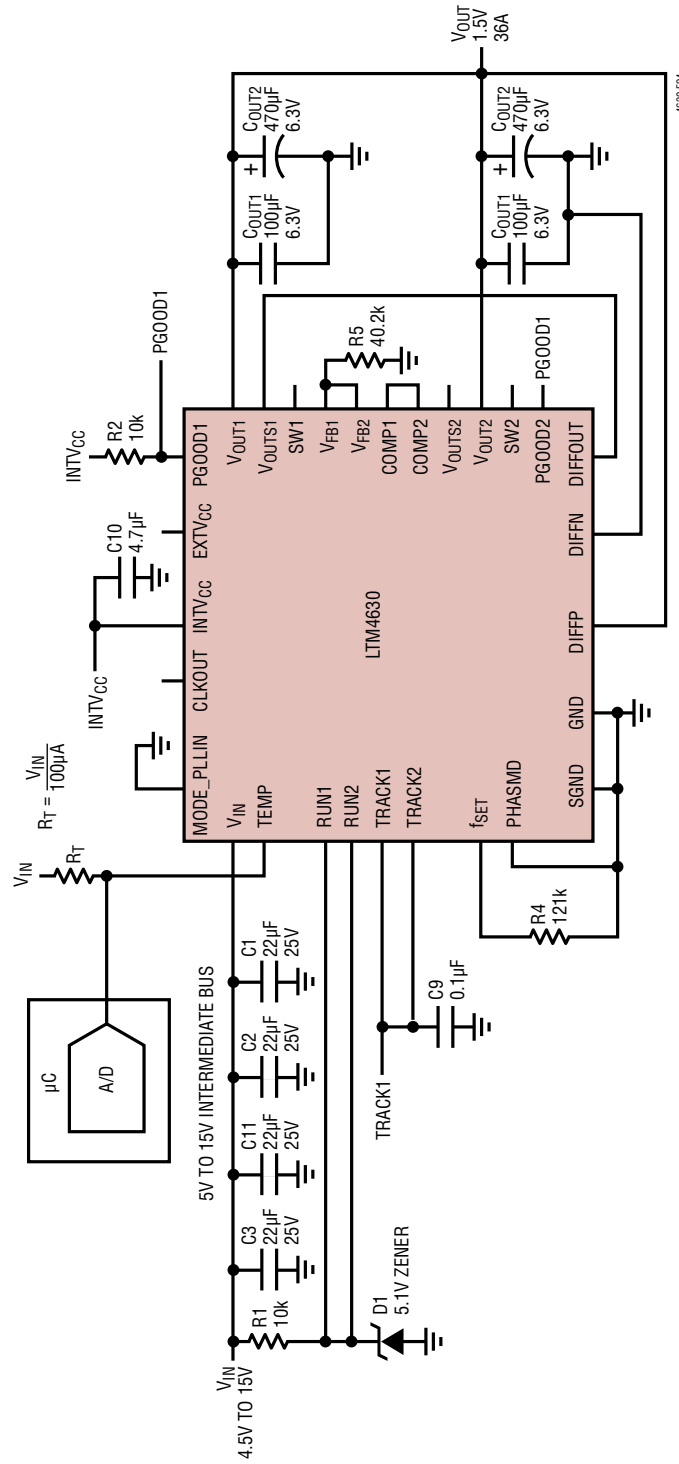 V_IN
4.5V TO 15V
R1
10k
D1
5.1V ZENER
5V TO 15V INTERMEDIATE BUS
C3
22µF
25V
C11
22µF
25V
C2
22µF
25V
C1
22µF
25V
µC
A/D
V_IN
R_T
R_T = V_IN / 100µA
TRACK1
C9
0.1µF
R4
121k
MODE_PLLIN
CLKOUT
INTV_CC
EXTV_CC
PGOOD1
V_IN
TEMP
RUN1
RUN2
TRACK1
TRACK2
f_SET
PHASMD
LTM4630
V_OUT1
V_OUTS1
SW1
V_FB1
V_FB2
COMP1
COMP2
V_OUTS2
V_OUT2
SW2
PGOOD2
SGND
GND
DIFFP
DIFFN
DIFFOUT
INTV_CC
C10
4.7µF
INTV_CC
R2
10k
PGOOD1
R5
40.2k
PGOOD1
C_OUT1
100µF
6.3V
+
C_OUT2
470µF
6.3V
C_OUT1
100µF
6.3V
+
C_OUT2
470µF
6.3V
V_OUT
1.5V
36A